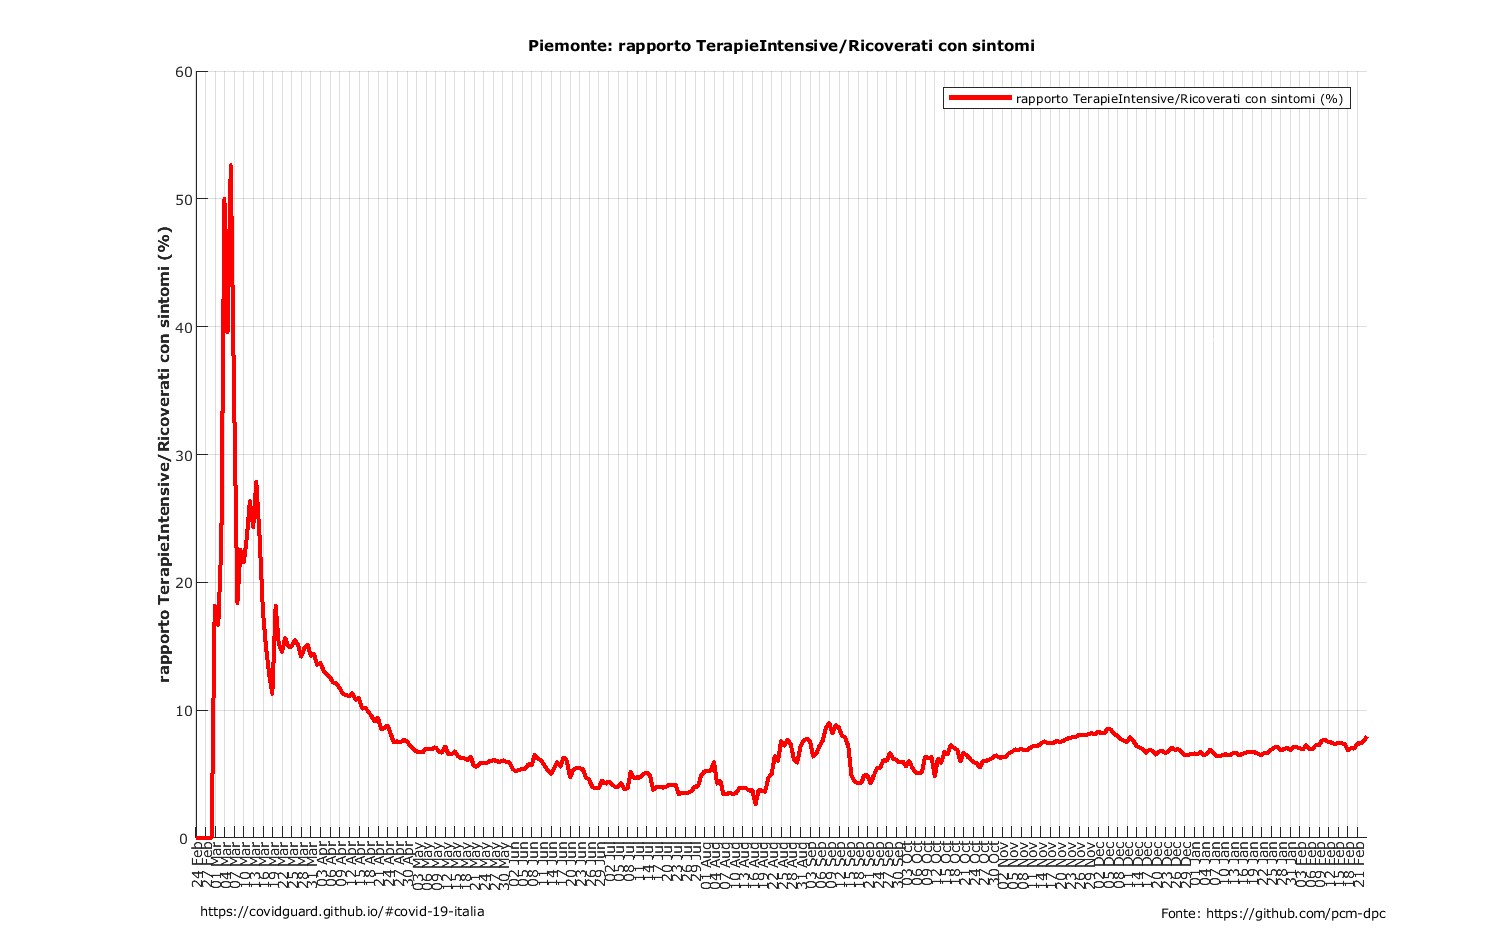 Piemonte: rapporto TerapieIntensive/Ricoverati con sintomi
rapporto TerapieIntensive/Ricoverati con sintomi (%)
rapporto TerapieIntensive/Ricoverati con sintomi (%)
60
50
40
30
20
10
0
24 Feb
27 Feb
01 Mar
04 Mar
07 Mar
10 Mar
13 Mar
16 Mar
19 Mar
22 Mar
25 Mar
28 Mar
31 Mar
03 Apr
06 Apr
09 Apr
12 Apr
15 Apr
18 Apr
21 Apr
24 Apr
27 Apr
30 Apr
03 May
06 May
09 May
12 May
15 May
18 May
21 May
24 May
27 May
30 May
02 Jun
05 Jun
08 Jun
11 Jun
14 Jun
17 Jun
20 Jun
23 Jun
26 Jun
29 Jun
02 Jul
05 Jul
08 Jul
11 Jul
14 Jul
17 Jul
20 Jul
23 Jul
26 Jul
29 Jul
01 Aug
04 Aug
07 Aug
10 Aug
13 Aug
16 Aug
19 Aug
22 Aug
25 Aug
28 Aug
31 Aug
03 Sep
06 Sep
09 Sep
12 Sep
15 Sep
18 Sep
21 Sep
24 Sep
27 Sep
30 Sep
03 Oct
06 Oct
09 Oct
12 Oct
15 Oct
18 Oct
21 Oct
24 Oct
27 Oct
30 Oct
02 Nov
05 Nov
08 Nov
11 Nov
14 Nov
17 Nov
20 Nov
23 Nov
26 Nov
29 Nov
02 Dec
05 Dec
08 Dec
11 Dec
14 Dec
17 Dec
20 Dec
23 Dec
26 Dec
29 Dec
01 Jan
04 Jan
07 Jan
10 Jan
13 Jan
16 Jan
19 Jan
22 Jan
25 Jan
28 Jan
31 Jan
03 Feb
06 Feb
09 Feb
12 Feb
15 Feb
18 Feb
21 Feb
https://covidguard.github.io/#covid-19-italia
Fonte: https://github.com/pcm-dpc